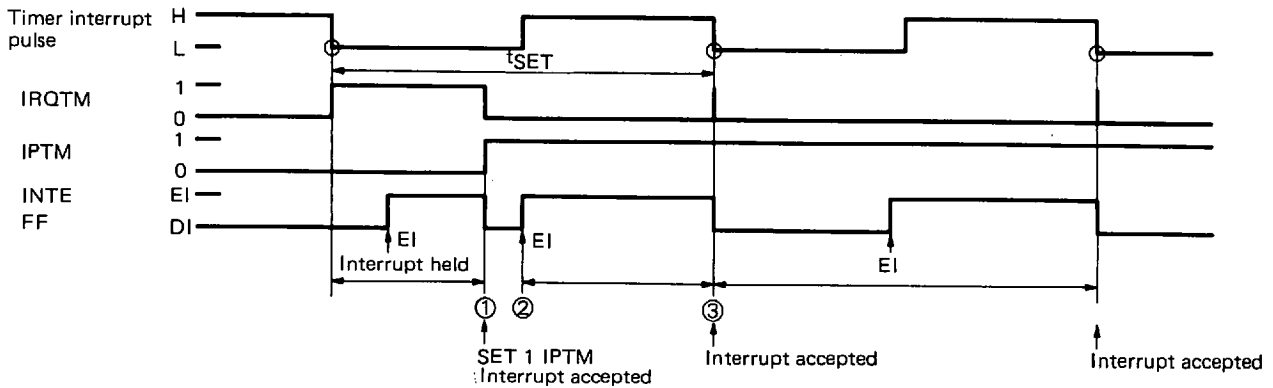 Timer interrupt
pulse
H
L
tSET
IRQTM
1
0
IPTM
1
0
INTE
FF
EI
DI
EI
EI
EI
Interrupt held
① ② ③
SET 1 IPTM
Interrupt accepted
Interrupt accepted
Interrupt accepted